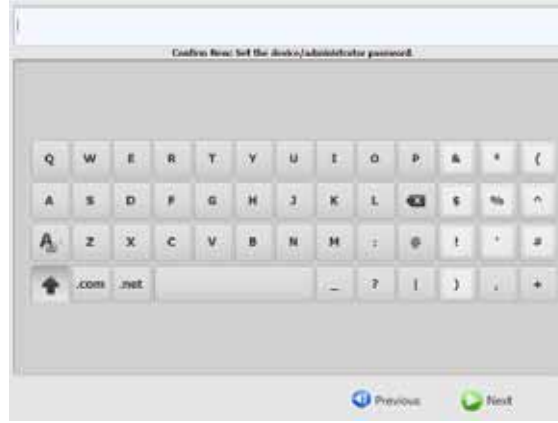 Confirm New: Set the device/administrator password.
Q W E R T Y U I O P & * (
A S D F G H J K L $ % ^
A Z X C V B N M : @ ! ' #
.com .net _ ? | ) , +
Previous Next